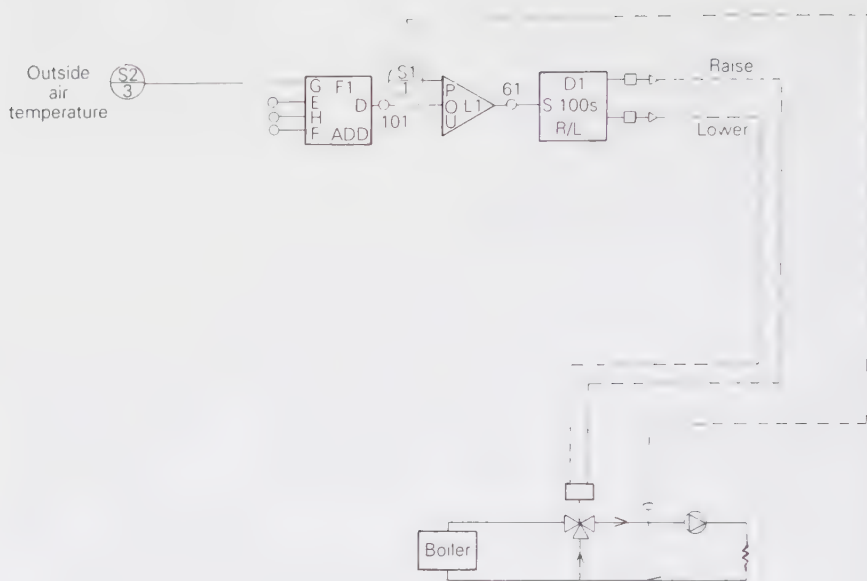 Outside
air
temperature
S2
3
G F1
E
D
H
F ADD
101
S1
1
P
O L1
U
61
D1
S 100s
R/L
Raise
Lower
Boiler